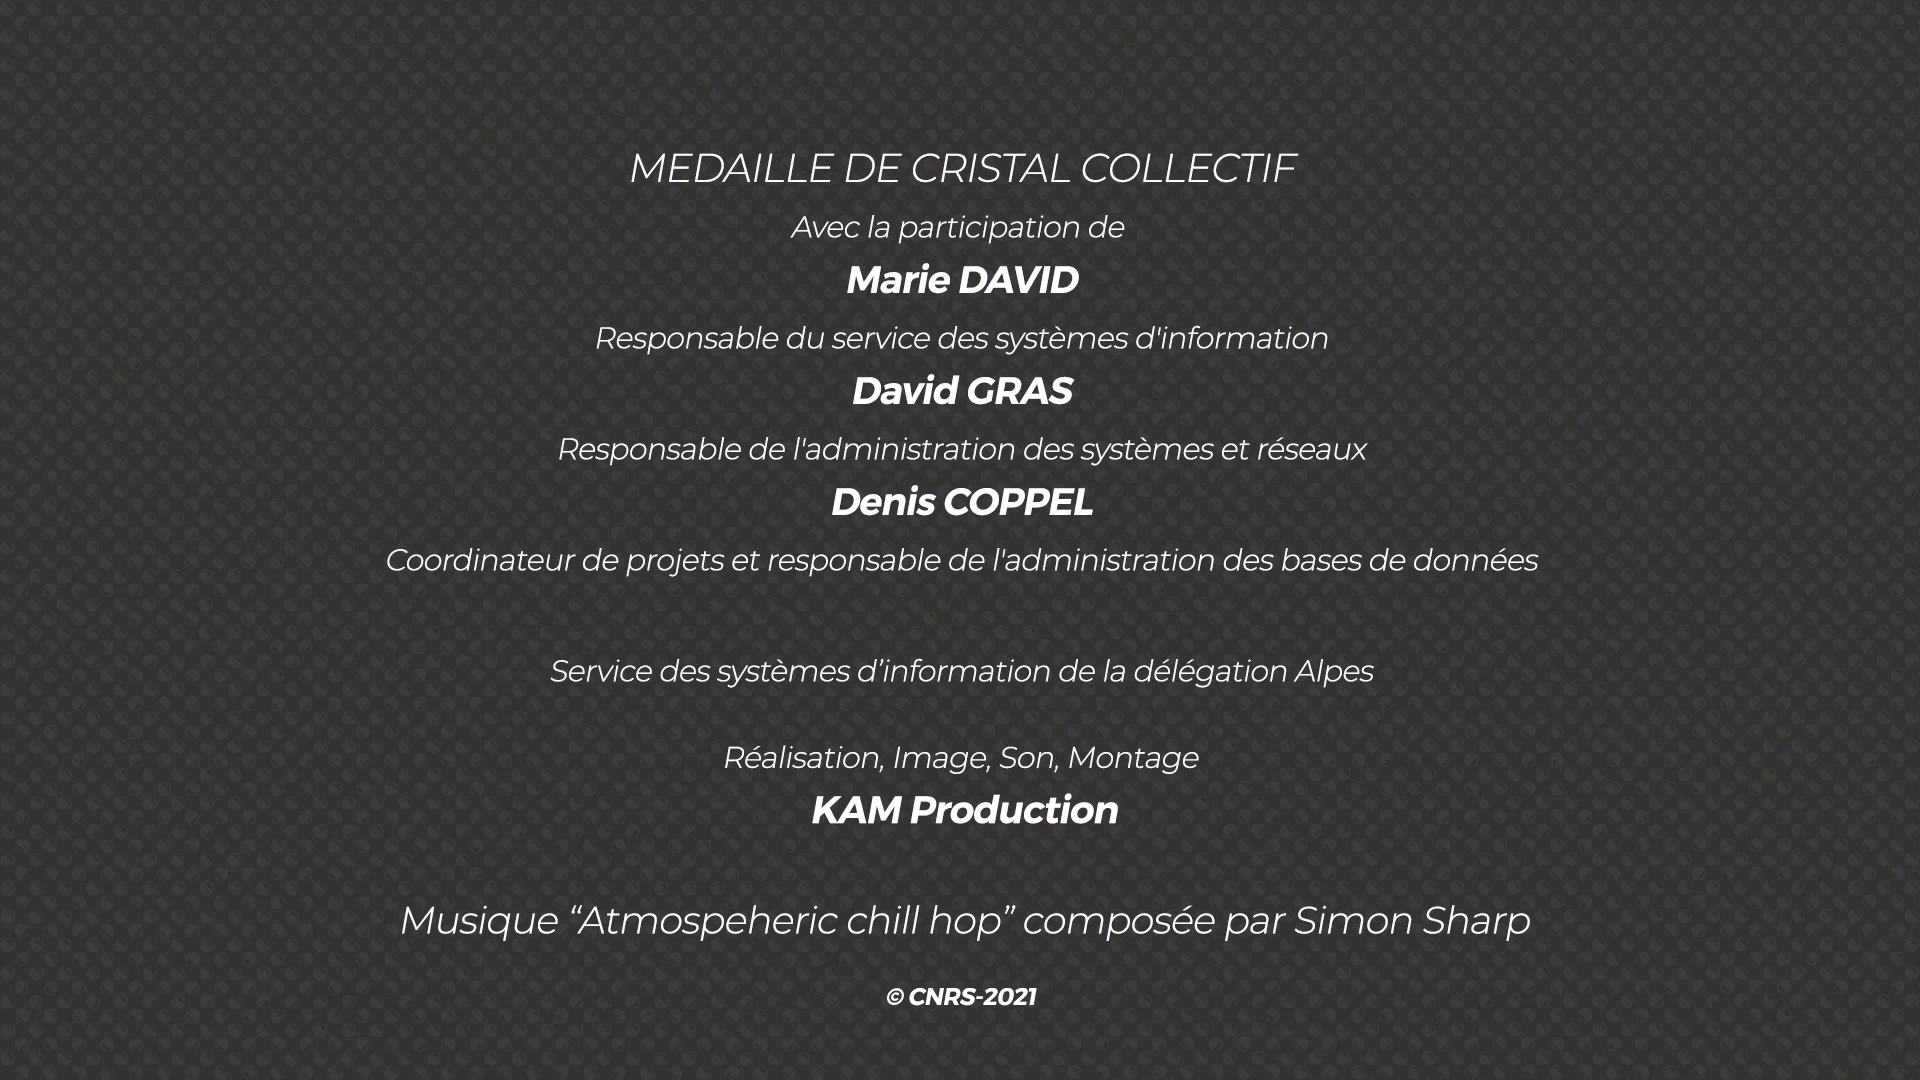 MEDAILLE DE CRISTAL COLLECTIF
Avec la participation de
Marie DAVID
Responsable du service des systèmes d'information
David GRAS
Responsable de l'administration des systèmes et réseaux
Denis COPPEL
Coordinateur de projets et responsable de l'administration des bases de données
Service des systèmes d’information de la délégation Alpes
Réalisation, Image, Son, Montage
KAM Production
Musique “Atmospeheric chill hop” composée par Simon Sharp
© CNRS-2021